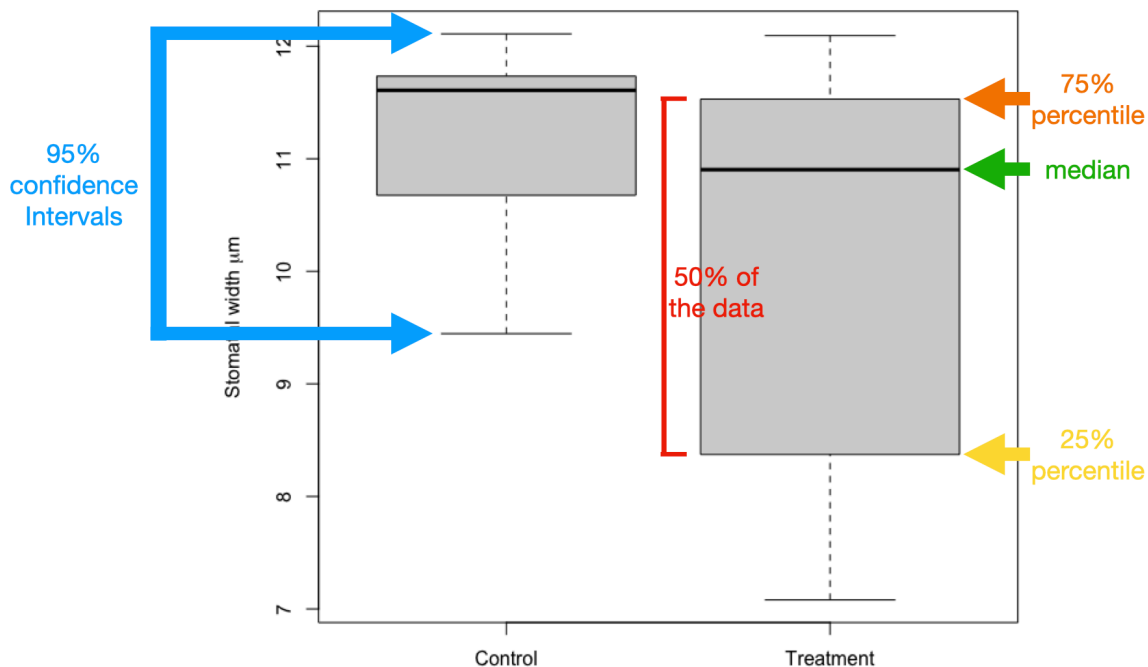 95%
confidence
Intervals
Stomatal width μm
12
11
10
9
8
7
50% of
the data
75%
percentile
median
25%
percentile
Control
Treatment